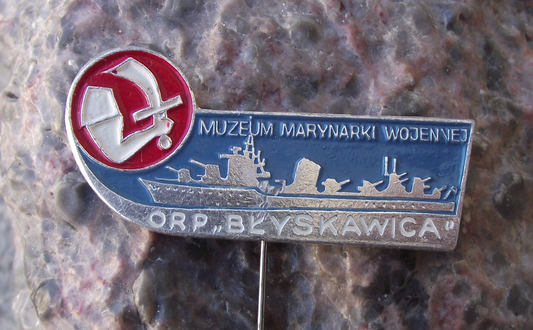 MUZEUM MARYNARKI WOJENNEJ
ORP „BŁYSKAWICA"